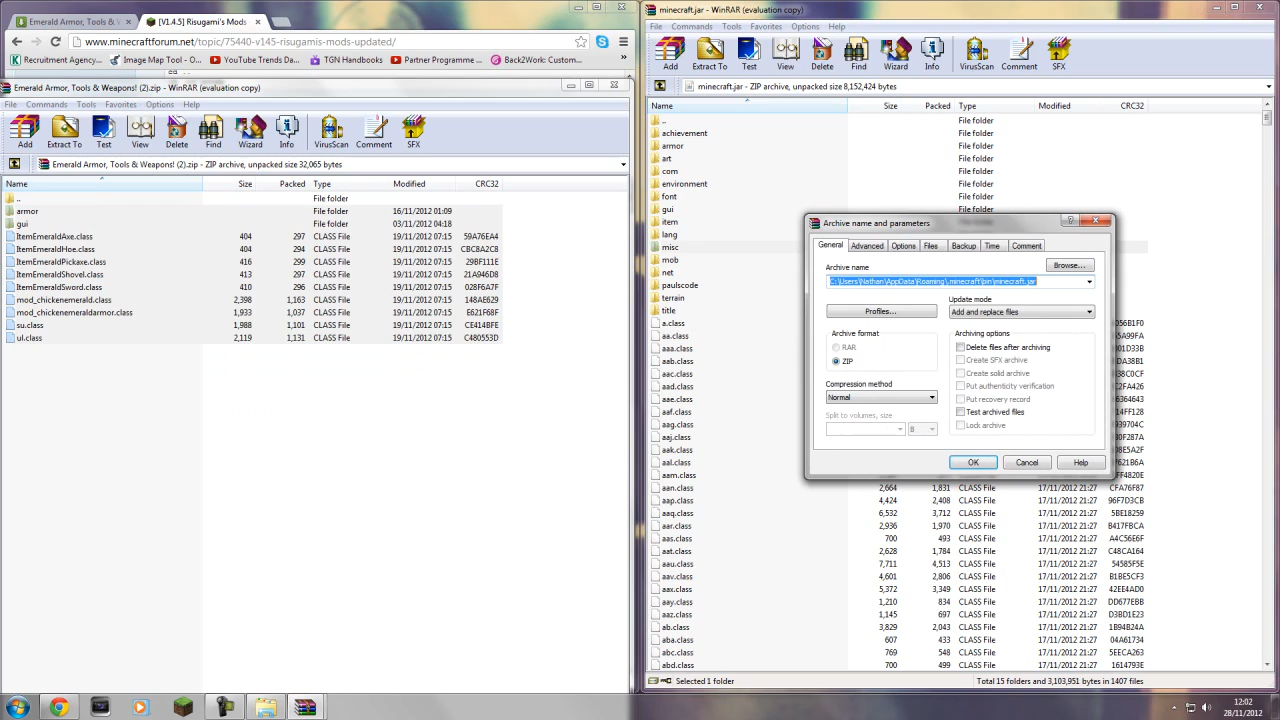 Emerald Armor, Tools & V
[V1.4.5] Risugami's Mods
www.minecraftforum.net/topic/75440-v145-risugamis-mods-updated/
Recruitment Agency...
Image Map Tool - On...
YouTube Trends Da...
TGN Handbooks
Partner Programme ...
Back2Work: Custom...
Emerald Armor, Tools & Weapons! (2).zip - WinRAR (evaluation copy)
File Commands Tools Favorites Options Help
Add Extract To Test View Delete Find Wizard Info VirusScan Comment SFX
Emerald Armor, Tools & Weapons! (2).zip - ZIP archive, unpacked size 32,065 bytes
Name Size Packed Type Modified CRC32
.. File folder
armor File folder 16/11/2012 01:09
gui File folder 03/11/2012 04:18
ItemEmeraldAxe.class 404 297 CLASS File 19/11/2012 07:15 59A76EA4
ItemEmeraldHoe.class 404 294 CLASS File 19/11/2012 07:15 CBC8A2C8
ItemEmeraldPickaxe.class 416 299 CLASS File 19/11/2012 07:15 29BF111E
ItemEmeraldShovel.class 413 297 CLASS File 19/11/2012 07:15 21A946D8
ItemEmeraldSword.class 410 296 CLASS File 19/11/2012 07:15 028F6A7F
mod_chickenemerald.class 2,398 1,163 CLASS File 19/11/2012 07:15 148AE629
mod_chickenemeraldarmor.class 1,933 1,037 CLASS File 19/11/2012 07:15 E621F68F
su.class 1,988 1,101 CLASS File 19/11/2012 07:15 CE414BFE
ul.class 2,119 1,131 CLASS File 19/11/2012 07:15 C480553D
minecraft.jar - WinRAR (evaluation copy)
File Commands Tools Favorites Options Help
Add Extract To Test View Delete Find Wizard Info VirusScan Comment SFX
minecraft.jar - ZIP archive, unpacked size 8,152,424 bytes
Name Size Packed Type Modified CRC32
.. File folder
achievement File folder
armor File folder
art File folder
com File folder
environment File folder
font File folder
gui
item
lang
misc
mob
net
paulscode
terrain
title
a.class 056B1F0
aa.class
aaa.class
aab.class
aac.class
aad.class
aae.class
aaf.class
aag.class
aaj.class
aak.class
aal.class
aam.class
aan.class 2,664 1,831 CLASS File 17/11/2012 21:27 CFA76F87
aap.class 4,424 2,408 CLASS File 17/11/2012 21:27 96F7D3CB
aaq.class 6,532 3,712 CLASS File 17/11/2012 21:27 5BE18259
aar.class 2,936 1,970 CLASS File 17/11/2012 21:27 B417FBCA
aas.class 700 493 CLASS File 17/11/2012 21:27 A4C56E6F
aat.class 2,628 1,784 CLASS File 17/11/2012 21:27 C48CA164
aau.class 7,711 4,513 CLASS File 17/11/2012 21:27 54585F5E
aav.class 4,601 2,806 CLASS File 17/11/2012 21:27 B1BE5CF3
aax.class 5,372 3,349 CLASS File 17/11/2012 21:27 42EE4AD0
aay.class 1,210 834 CLASS File 17/11/2012 21:27 DD677EBB
aaz.class 1,145 697 CLASS File 17/11/2012 21:27 D3BD1E23
ab.class 3,829 2,043 CLASS File 17/11/2012 21:27 1B94B24A
aba.class 607 433 CLASS File 17/11/2012 21:27 04A61734
abc.class 769 548 CLASS File 17/11/2012 21:27 5EECA263
abd.class 700 499 CLASS File 17/11/2012 21:27 1614793E
Selected 1 folder
Total 15 folders and 3,103,951 bytes in 1407 files
Archive name and parameters
General Advanced Options Files Backup Time Comment
Archive name
Browse...
C:\Users\Nathan\AppData\Roaming\.minecraft\bin\minecraft.jar
Profiles...
Update mode
Add and replace files
Archive format
RAR
ZIP
Compression method
Normal
Split to volumes, size
B
Archiving options
Delete files after archiving
Create SFX archive
Create solid archive
Put authenticity verification
Put recovery record
Test archived files
Lock archive
OK Cancel Help
12:02
28/11/2012